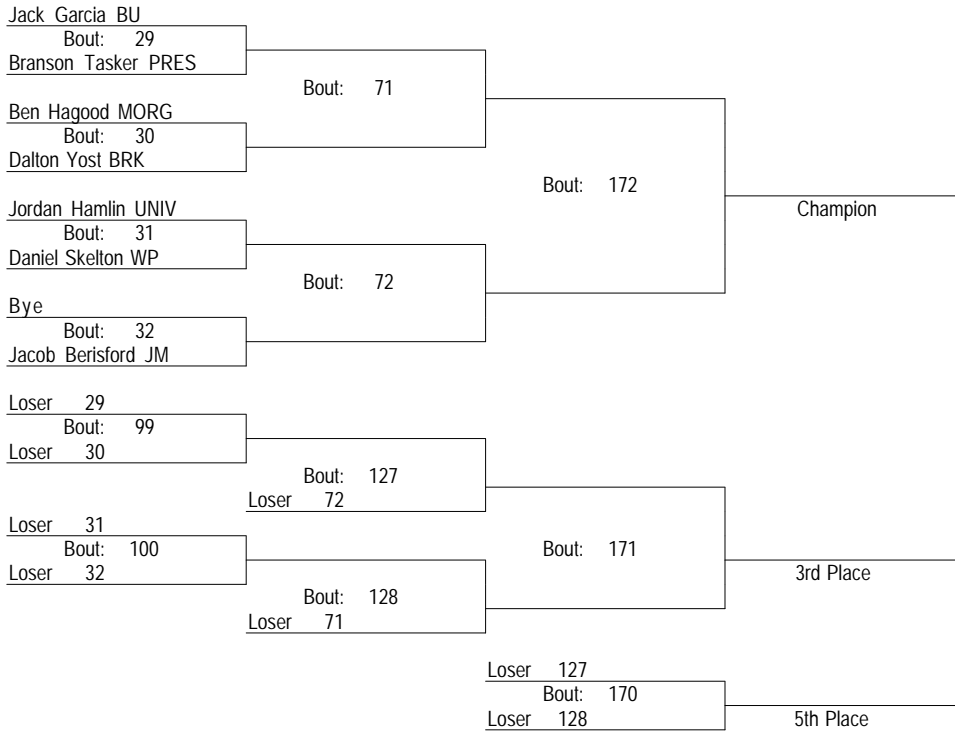 Jack Garcia BU
Bout: 29
Branson Tasker PRES
Bout: 71
Ben Hagood MORG
Bout: 30
Dalton Yost BRK
Bout: 172
Champion
Jordan Hamlin UNIV
Bout: 31
Daniel Skelton WP
Bout: 72
Bye
Bout: 32
Jacob Berisford JM
Loser 29
Bout: 99
Loser 30
Bout: 127
Loser 72
Loser 31
Bout: 100
Loser 32
Bout: 171
3rd Place
Bout: 128
Loser 71
Loser 127
Bout: 170
Loser 128
5th Place